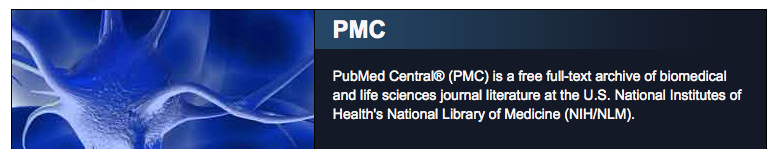 PMC
PubMed Central® (PMC) is a free full-text archive of biomedical
and life sciences journal literature at the U.S. National Institutes of
Health's National Library of Medicine (NIH/NLM).